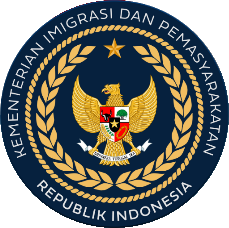 KEMENTERIAN IMIGRASI DAN PEMASYARAKATAN
REPUBLIK INDONESIA